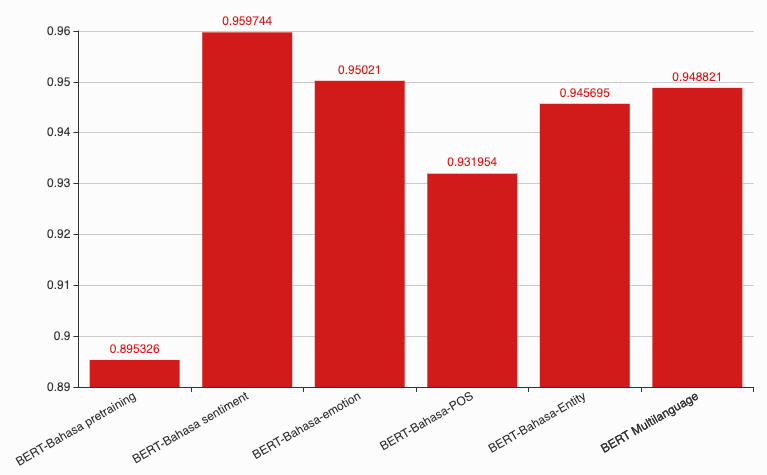 0.96
0.95
0.94
0.93
0.92
0.91
0.9
0.89
0.895326
0.959744
0.95021
0.931954
0.945695
0.948821
BERT-Bahasa pretraining
BERT-Bahasa sentiment
BERT-Bahasa-emotion
BERT-Bahasa-POS
BERT-Bahasa-Entity
BERT Multilanguage